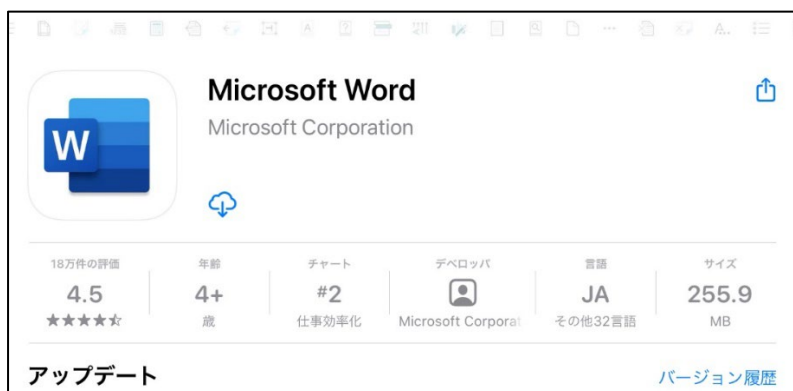 Microsoft Word
Microsoft Corporation
W
18万件の評価 年齢 チャート デベロッパ 言語 サイズ
4.5 4+ #2 JA 255.9
歳 仕事効率化 Microsoft Corporat その他32言語 MB
アップデート バージョン履歴